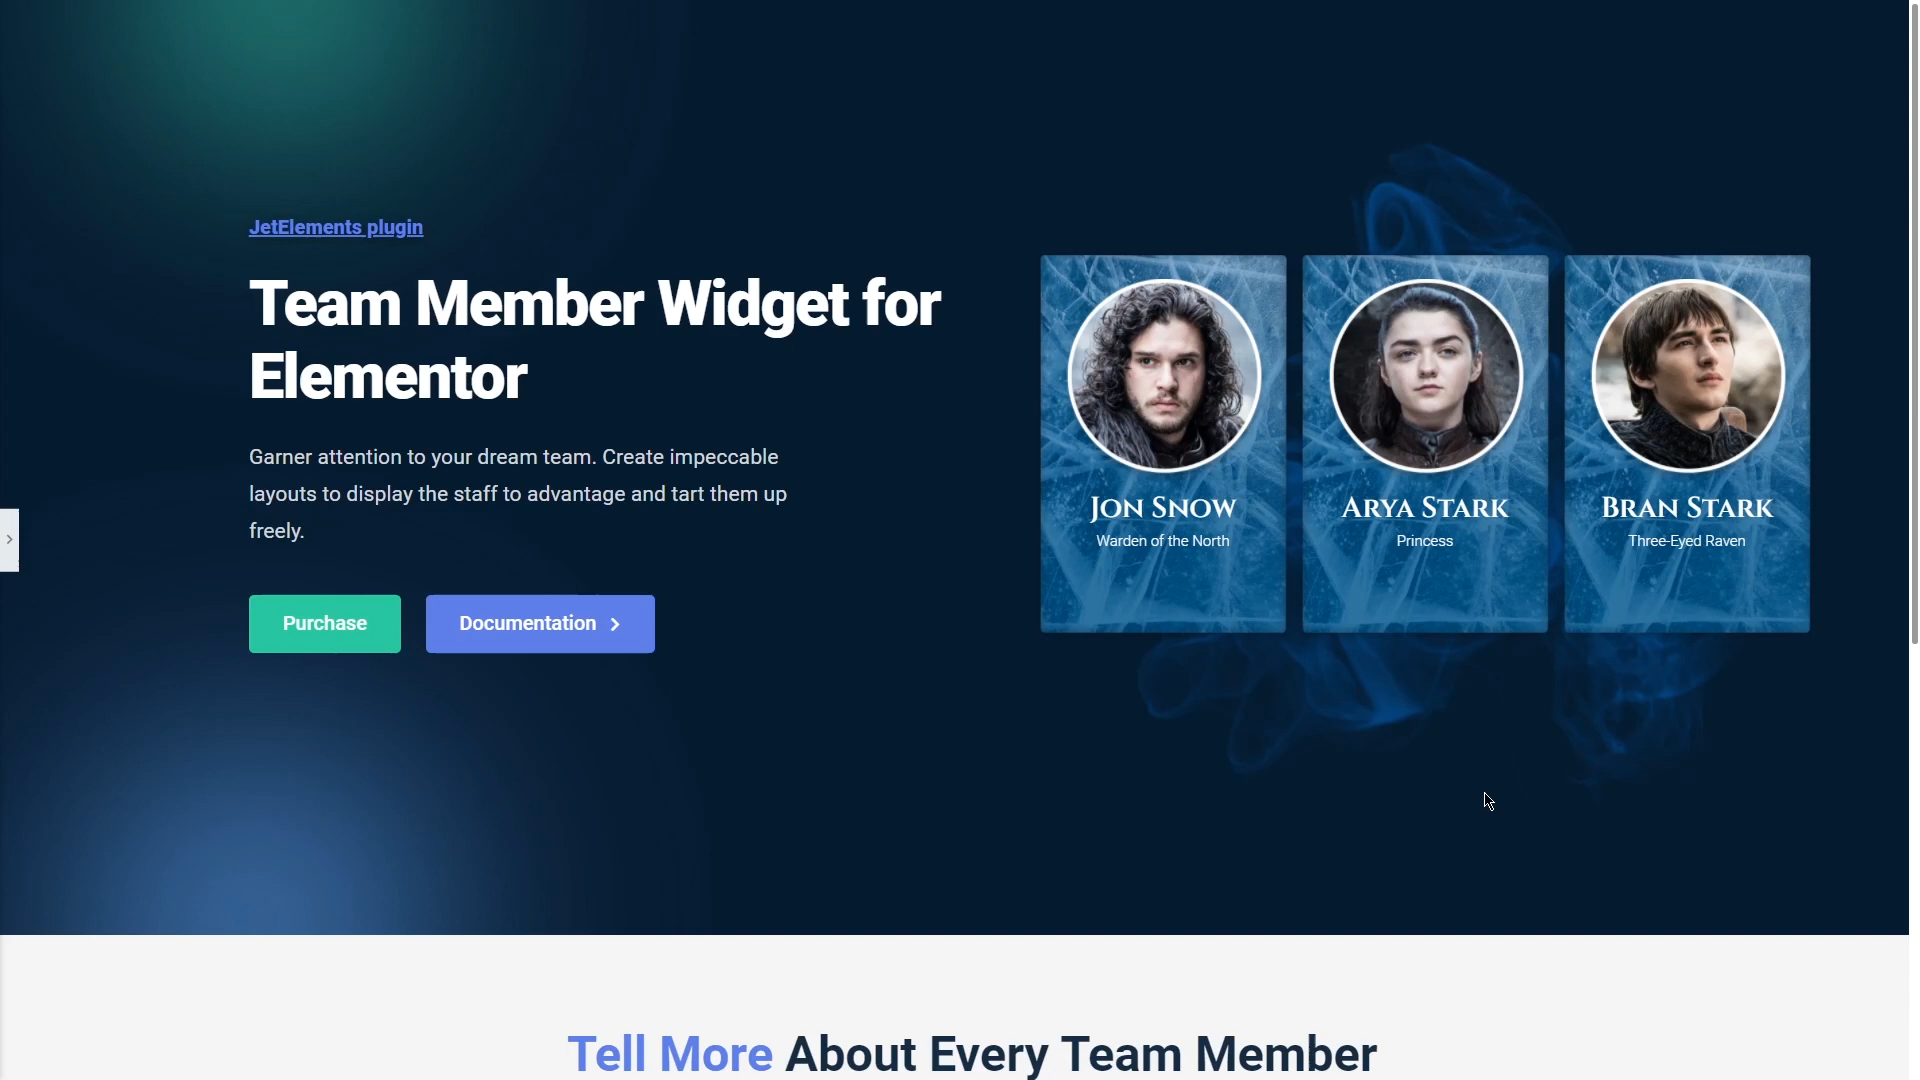 JetElements plugin
Team Member Widget for
Elementor
Garner attention to your dream team. Create impeccable
layouts to display the staff to advantage and tart them up
freely.
Purchase
Documentation
Jon Snow
Warden of the North
Arya Stark
Princess
Bran Stark
Three-Eyed Raven
Tell More About Every Team Member